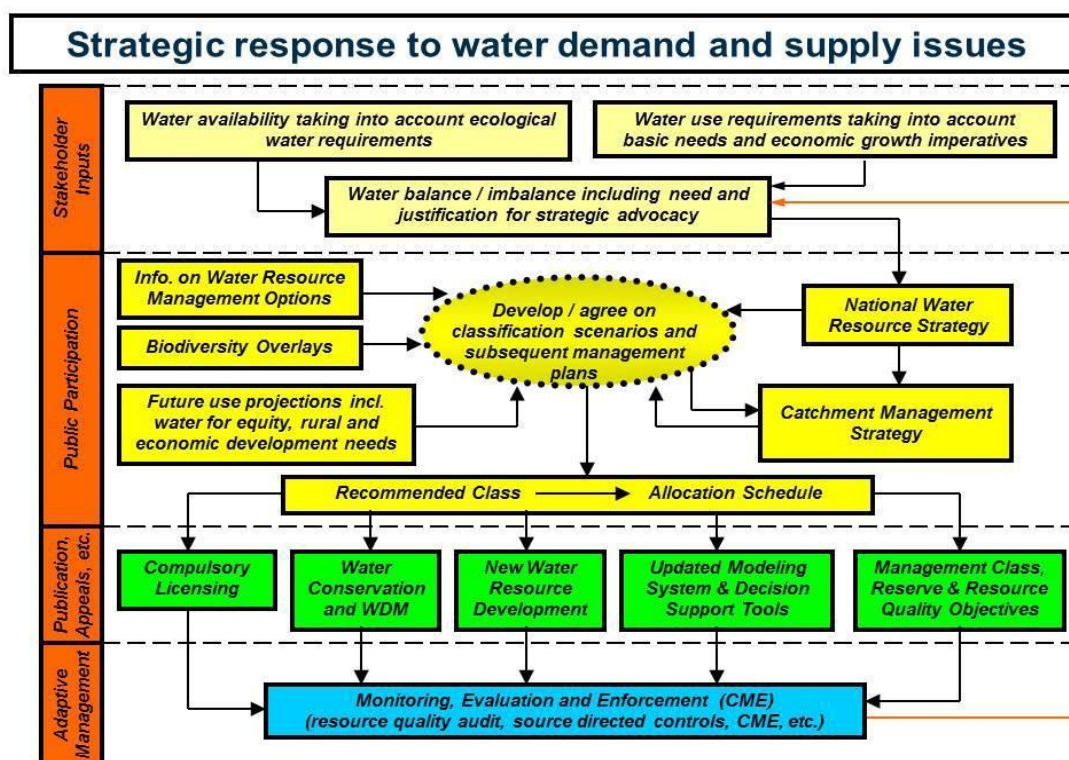 Strategic response to water demand and supply issues
Stakeholder
Inputs
Water availability taking into account ecological
water requirements
Water use requirements taking into account
basic needs and economic growth imperatives
Water balance / imbalance including need and
justification for strategic advocacy
Public Participation
Info. on Water Resource
Management Options
Biodiversity Overlays
Future use projections incl.
water for equity, rural and
economic development needs
Develop / agree on
classification scenarios and
subsequent management
plans
National Water
Resource Strategy
Catchment Management
Strategy
Recommended Class
Allocation Schedule
Publication,
Appeals, etc.
Compulsory
Licensing
Water
Conservation
and WDM
New Water
Resource
Development
Updated Modeling
System & Decision
Support Tools
Management Class,
Reserve & Resource
Quality Objectives
Adaptive
Management
Monitoring, Evaluation and Enforcement (CME)
(resource quality audit, source directed controls, CME, etc.)